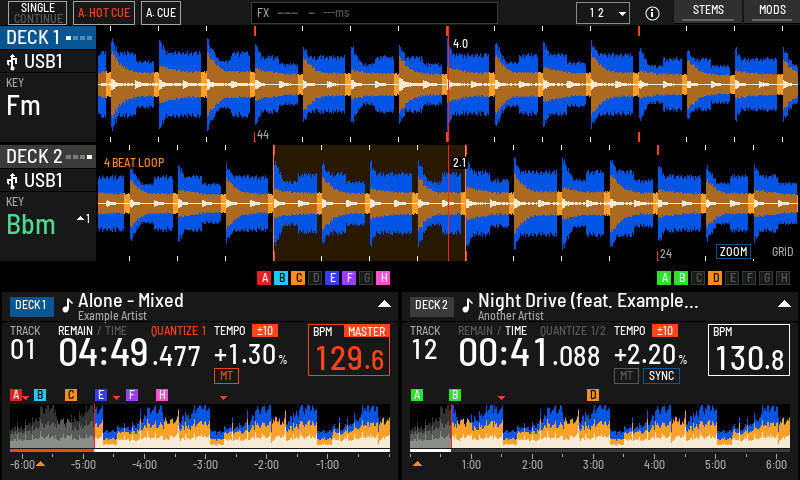 SINGLE
CONTINUE
A. HOT CUE
A. CUE
FX --- - ---ms
1 2
STEMS
MODS
DECK 1
USB1
KEY
Fm
4.0
44
DECK 2
4 BEAT LOOP
2.1
USB1
KEY
Bbm
1
24
ZOOM
GRID
A B C D E F G H
A B C D E F G H
DECK1
Alone - Mixed
Example Artist
TRACK
01
REMAIN / TIME
QUANTIZE 1
04:49.477
TEMPO
±10
+1.30%
MT
BPM
MASTER
129.6
A B C E F H
-6:00 -5:00 -4:00 -3:00 -2:00 -1:00
DECK2
Night Drive (feat. Example...
Another Artist
TRACK
12
REMAIN / TIME
QUANTIZE 1/2
00:41.088
TEMPO
±10
+2.20%
MT
SYNC
BPM
130.8
A B D
1:00 2:00 3:00 4:00 5:00 6:00